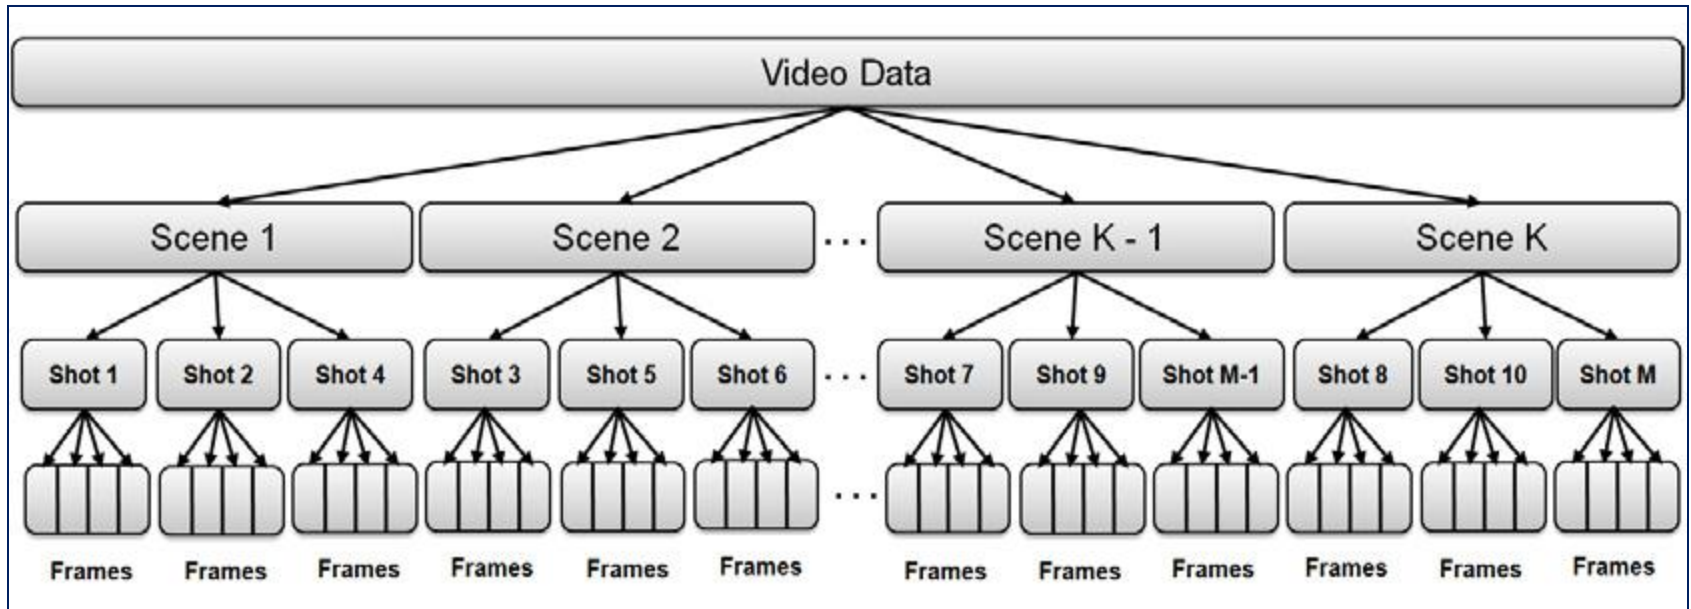 Video Data
Scene 1 Scene 2 ... Scene K - 1 Scene K
Shot 1 Shot 2 Shot 4 Shot 3 Shot 5 Shot 6 ... Shot 7 Shot 9 Shot M-1 Shot 8 Shot 10 Shot M
...
Frames Frames Frames Frames Frames Frames Frames Frames Frames Frames Frames Frames